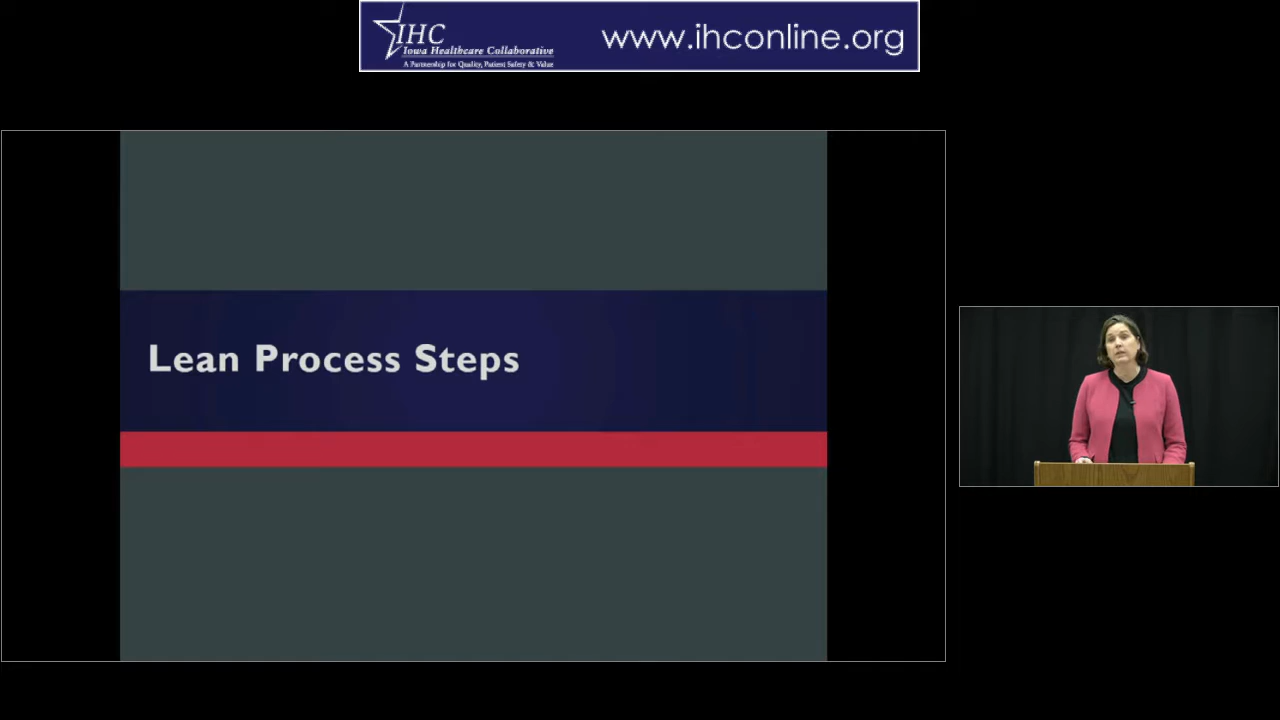 IHC
Iowa Healthcare Collaborative
A Partnership for Quality, Patient Safety & Value
www.ihconline.org
Lean Process Steps